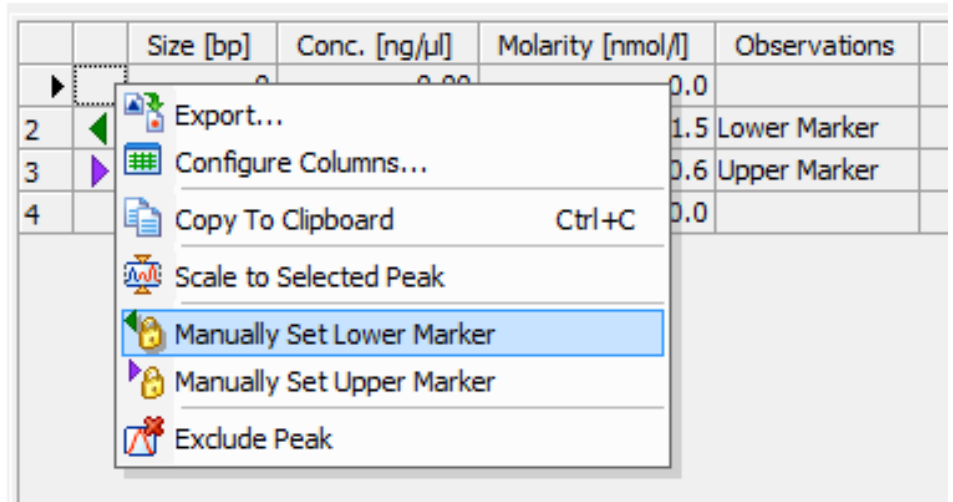 Size [bp] Conc. [ng/µl] Molarity [nmol/l] Observations
0.0
2 1.5 Lower Marker
3 0.6 Upper Marker
4 0.0
Export...
Configure Columns...
Copy To Clipboard Ctrl+C
Scale to Selected Peak
Manually Set Lower Marker
Manually Set Upper Marker
Exclude Peak